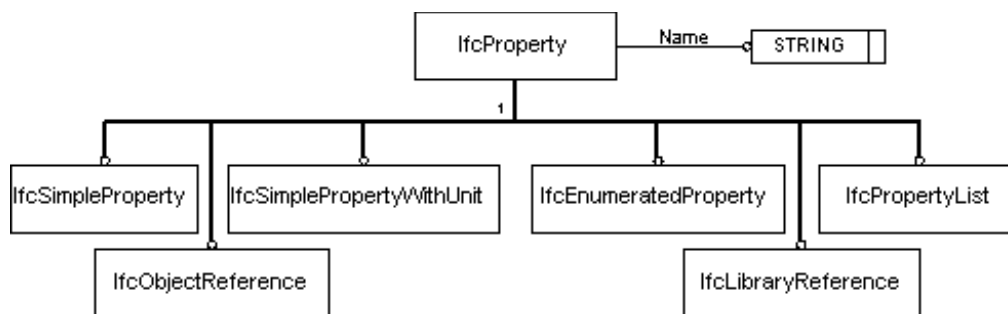 IfcProperty
Name
STRING
1
IfcSimpleProperty
IfcSimplePropertyWithUnit
IfcEnumeratedProperty
IfcPropertyList
IfcObjectReference
IfcLibraryReference